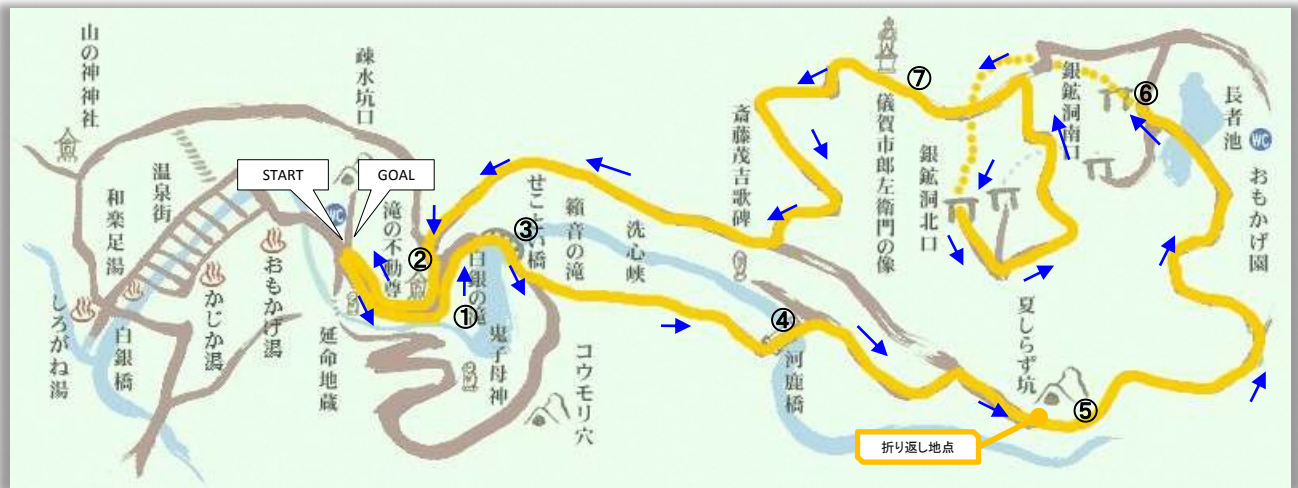 山の神神社
疎水坑口
温泉街
和楽足湯
しろがね湯
白銀橋
かじか湯
おもかげ湯
START
GOAL
WC
延命地蔵
滝の不動尊
②
①
白銀の滝
③
せことい橋
籟音の滝
洗心峡
鬼子母神
コウモリ穴
④
河鹿橋
斎藤茂吉歌碑
儀賀市郎左衛門の像
⑦
銀鉱洞北口
銀鉱洞南口
⑥
長者池
WC
おもかげ園
夏しらず坑
⑤
折り返し地点